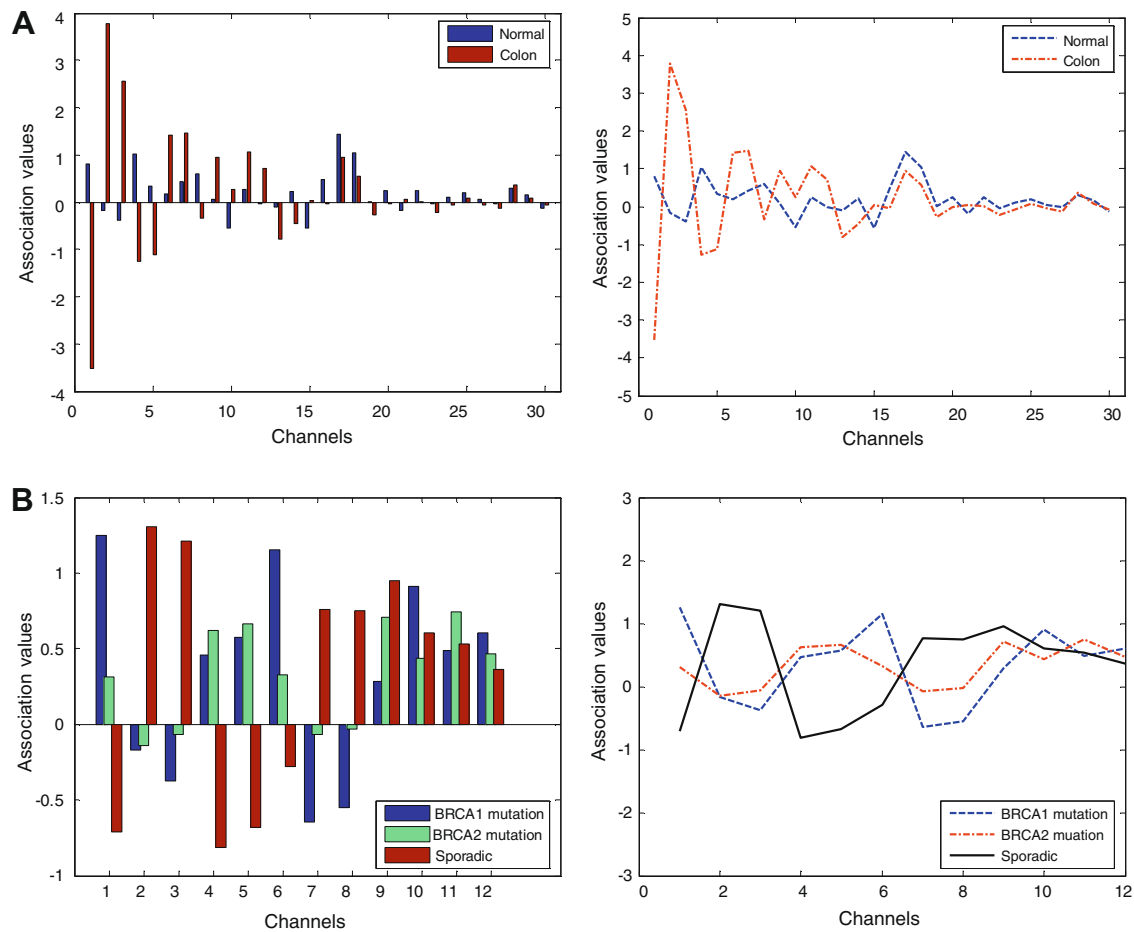 A
4
3
2
1
0
-1
-2
-3
-4
Association values
0 5 10 15 20 25 30
Channels
Normal
Colon
5
4
3
2
1
0
-1
-2
-3
-4
-5
Association values
0 5 10 15 20 25 30
Channels
Normal
Colon
B
1.5
1
0.5
0
-0.5
-1
Association values
1 2 3 4 5 6 7 8 9 10 11 12
Channels
BRCA1 mutation
BRCA2 mutation
Sporadic
3
2
1
0
-1
-2
-3
Association values
0 2 4 6 8 10 12
Channels
BRCA1 mutation
BRCA2 muation
Sporadic